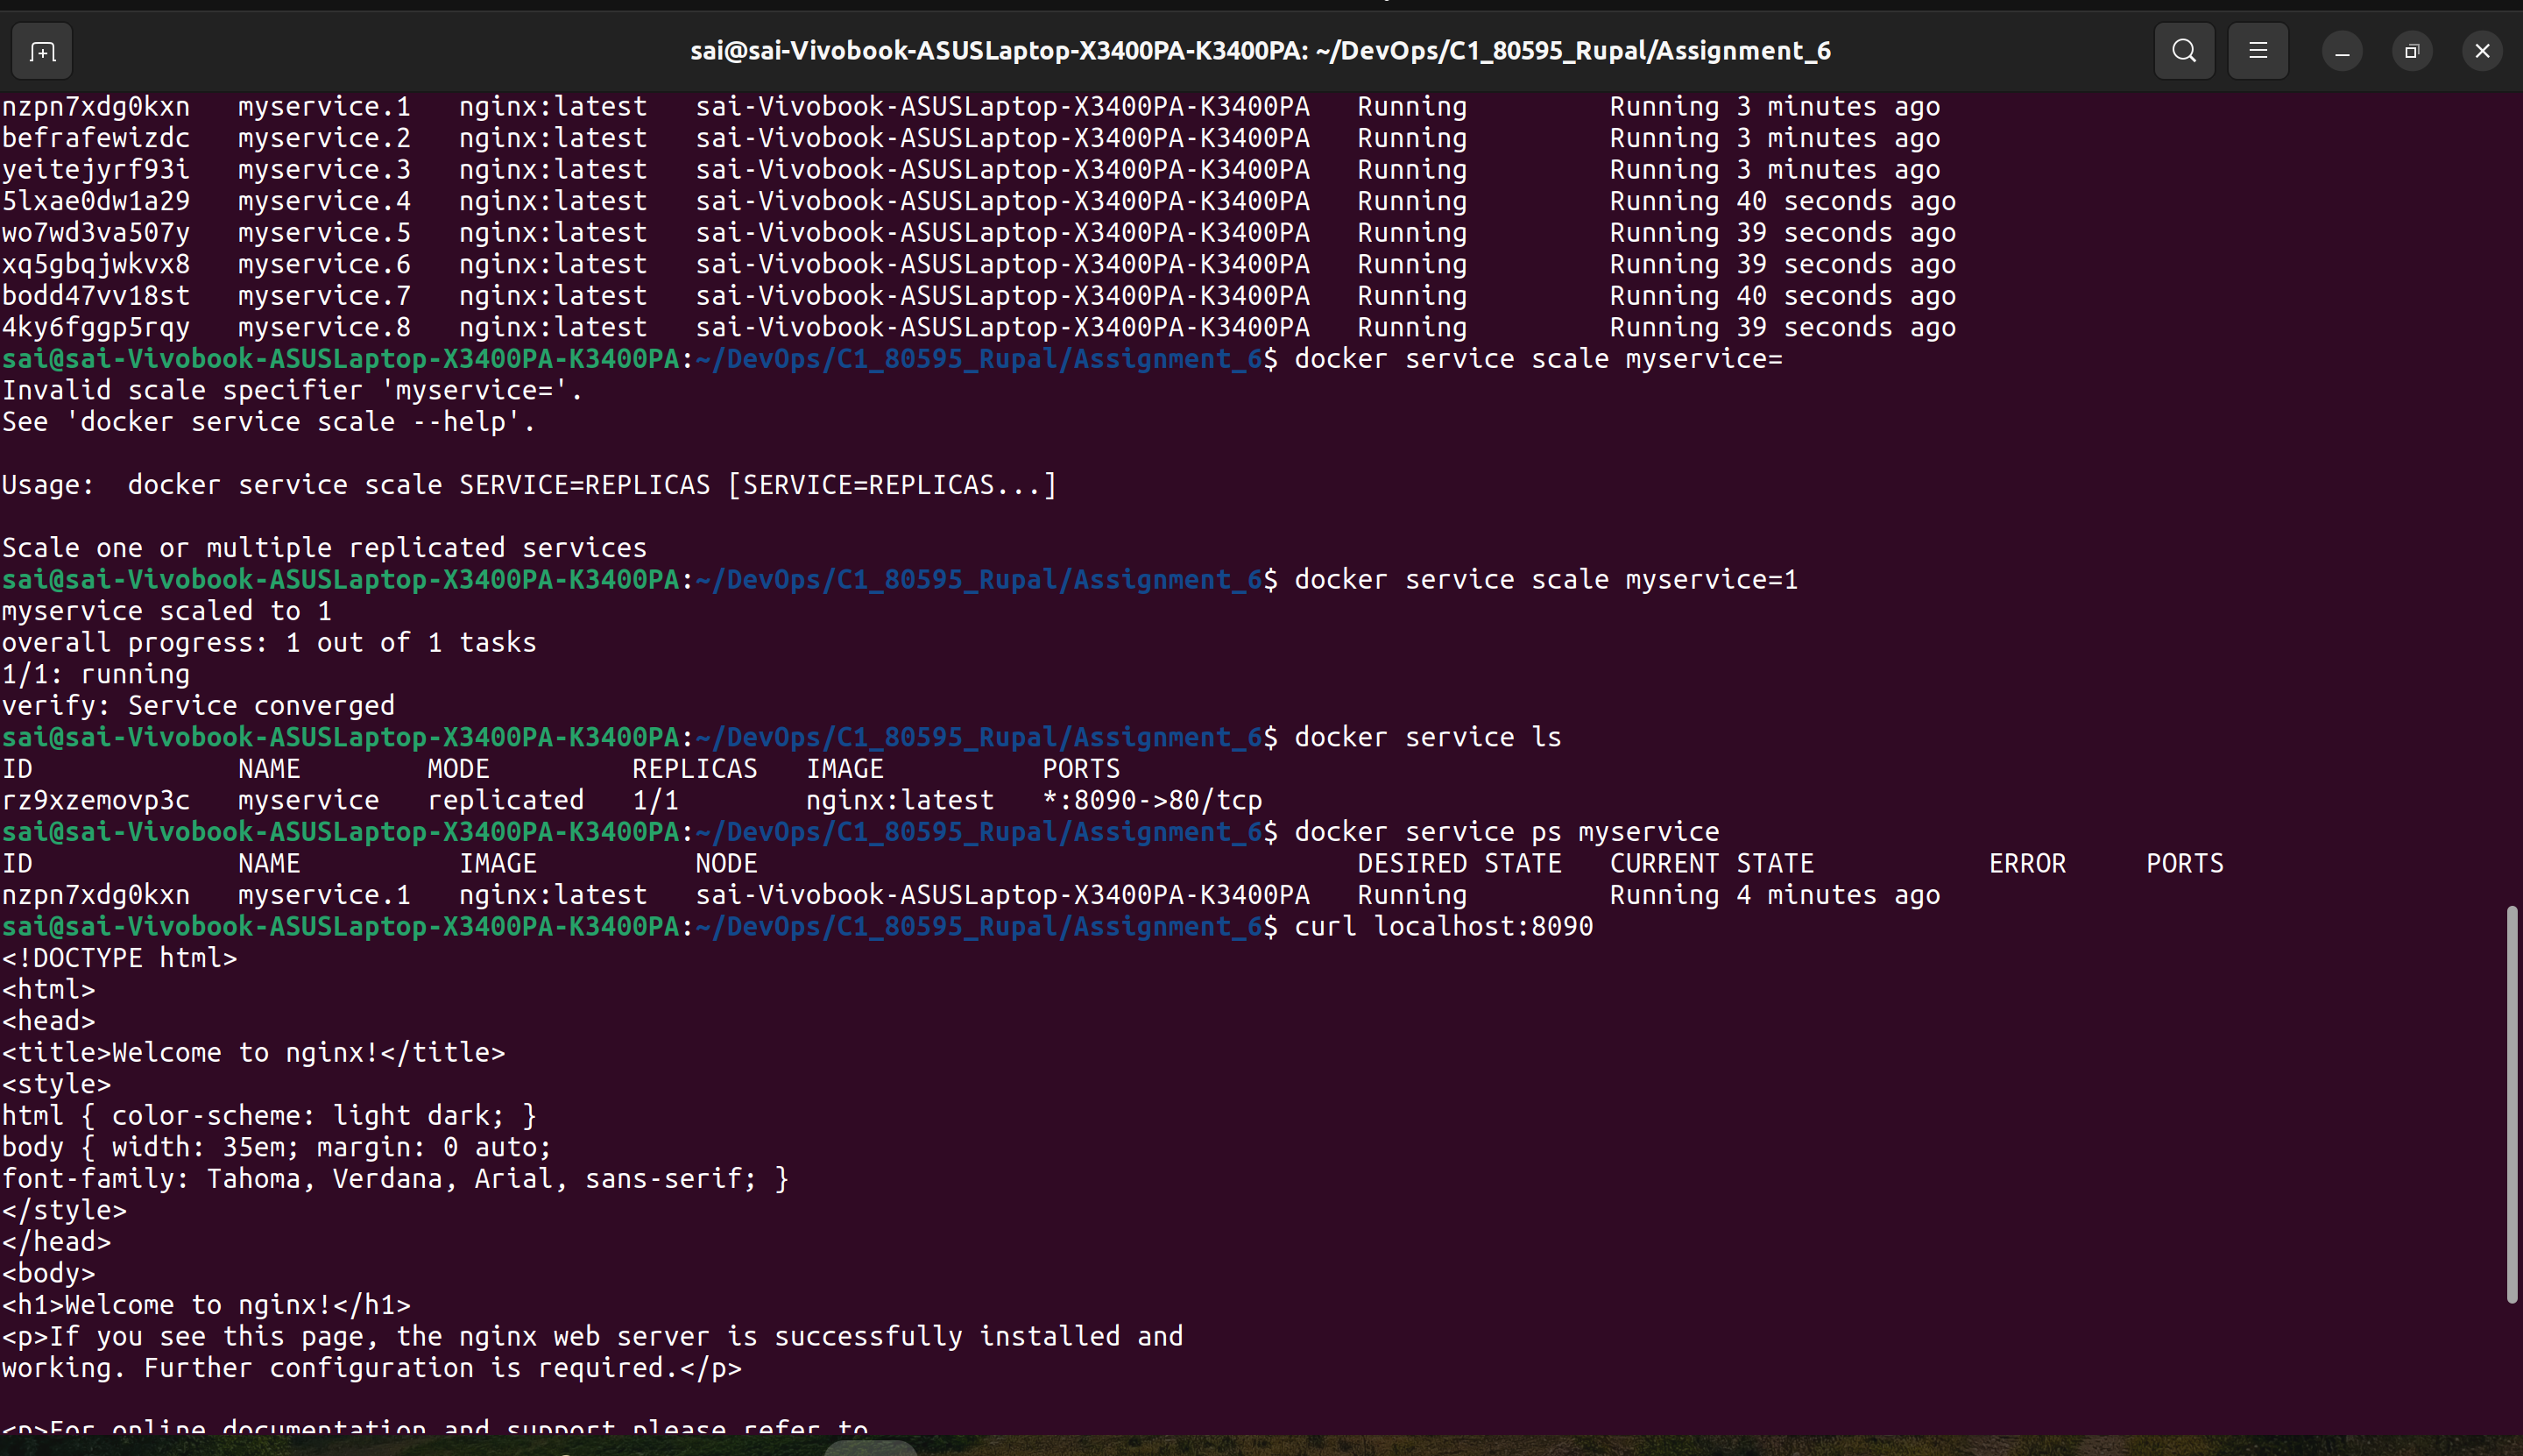 sai@sai-Vivobook-ASUSLaptop-X3400PA-K3400PA: ~/DevOps/C1_80595_Rupal/Assignment_6
nzpn7xdg0kxn   myservice.1   nginx:latest   sai-Vivobook-ASUSLaptop-X3400PA-K3400PA   Running         Running 3 minutes ago
befrafewizdc   myservice.2   nginx:latest   sai-Vivobook-ASUSLaptop-X3400PA-K3400PA   Running         Running 3 minutes ago
yeitejyrf93i   myservice.3   nginx:latest   sai-Vivobook-ASUSLaptop-X3400PA-K3400PA   Running         Running 3 minutes ago
5lxae0dw1a29   myservice.4   nginx:latest   sai-Vivobook-ASUSLaptop-X3400PA-K3400PA   Running         Running 40 seconds ago
wo7wd3va507y   myservice.5   nginx:latest   sai-Vivobook-ASUSLaptop-X3400PA-K3400PA   Running         Running 39 seconds ago
xq5gbqjwkvx8   myservice.6   nginx:latest   sai-Vivobook-ASUSLaptop-X3400PA-K3400PA   Running         Running 39 seconds ago
bodd47vv18st   myservice.7   nginx:latest   sai-Vivobook-ASUSLaptop-X3400PA-K3400PA   Running         Running 40 seconds ago
4ky6fggp5rqy   myservice.8   nginx:latest   sai-Vivobook-ASUSLaptop-X3400PA-K3400PA   Running         Running 39 seconds ago
sai@sai-Vivobook-ASUSLaptop-X3400PA-K3400PA:~/DevOps/C1_80595_Rupal/Assignment_6$ docker service scale myservice=
Invalid scale specifier 'myservice='.
See 'docker service scale --help'.

Usage:  docker service scale SERVICE=REPLICAS [SERVICE=REPLICAS...]

Scale one or multiple replicated services
sai@sai-Vivobook-ASUSLaptop-X3400PA-K3400PA:~/DevOps/C1_80595_Rupal/Assignment_6$ docker service scale myservice=1
myservice scaled to 1
overall progress: 1 out of 1 tasks
1/1: running
verify: Service converged
sai@sai-Vivobook-ASUSLaptop-X3400PA-K3400PA:~/DevOps/C1_80595_Rupal/Assignment_6$ docker service ls
ID             NAME        MODE         REPLICAS   IMAGE          PORTS
rz9xzemovp3c   myservice   replicated   1/1        nginx:latest   *:8090->80/tcp
sai@sai-Vivobook-ASUSLaptop-X3400PA-K3400PA:~/DevOps/C1_80595_Rupal/Assignment_6$ docker service ps myservice
ID             NAME          IMAGE          NODE                                      DESIRED STATE   CURRENT STATE           ERROR     PORTS
nzpn7xdg0kxn   myservice.1   nginx:latest   sai-Vivobook-ASUSLaptop-X3400PA-K3400PA   Running         Running 4 minutes ago
sai@sai-Vivobook-ASUSLaptop-X3400PA-K3400PA:~/DevOps/C1_80595_Rupal/Assignment_6$ curl localhost:8090
<!DOCTYPE html>
<html>
<head>
<title>Welcome to nginx!</title>
<style>
html { color-scheme: light dark; }
body { width: 35em; margin: 0 auto;
font-family: Tahoma, Verdana, Arial, sans-serif; }
</style>
</head>
<body>
<h1>Welcome to nginx!</h1>
<p>If you see this page, the nginx web server is successfully installed and
working. Further configuration is required.</p>

<p>For online documentation and support please refer to